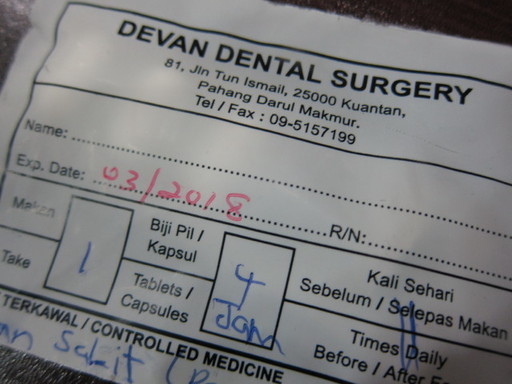 DEVAN DENTAL SURGERY
81, Jln Tun Ismail, 25000 Kuantan,
Pahang Darul Makmur.
Tel / Fax : 09-5157199
Name:
Exp. Date: 03/2018 R/N:
Makan 1 Biji Pil / Kapsul 4 Jam Kali Sehari
Sebelum / Selepas Makan
Take Tablets / Capsules Times Daily
Before / After
TERKAWAL / CONTROLLED MEDICINE
Sakit